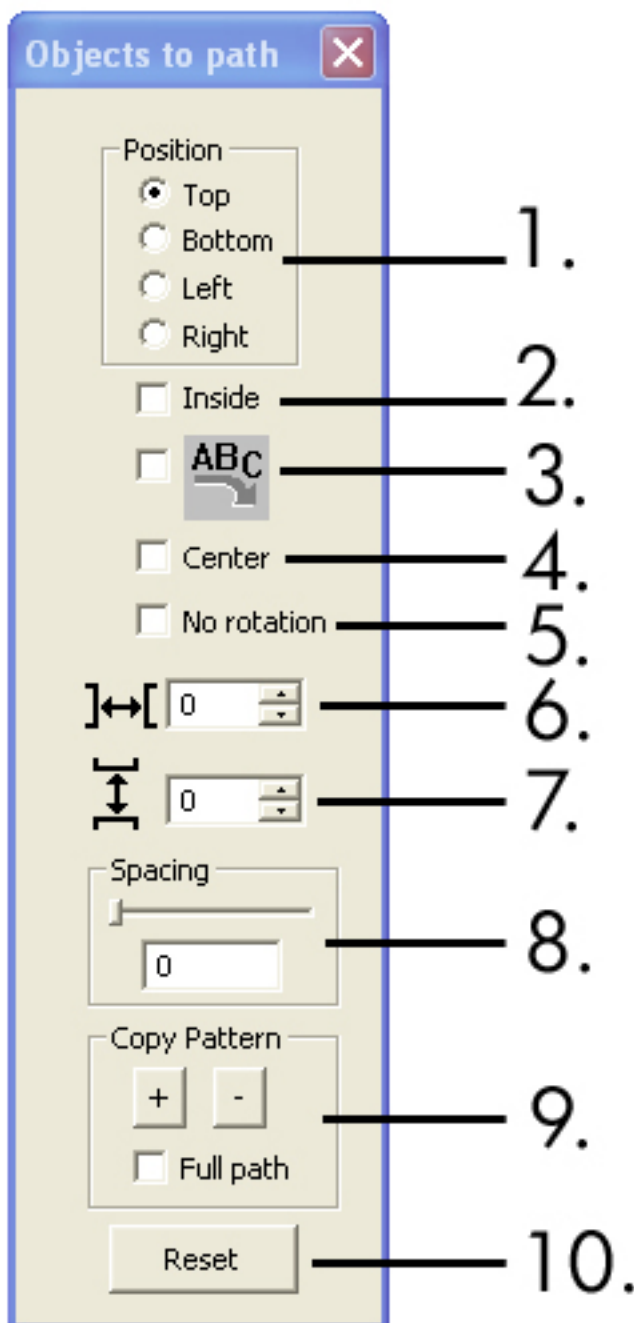 Objects to path
Position
Top
Bottom
1.
Left
Right
Inside
2.
ABC
3.
Center
4.
No rotation
5.
0
6.
0
7.
Spacing
0
8.
Copy Pattern
+ -
9.
Full path
Reset
10.